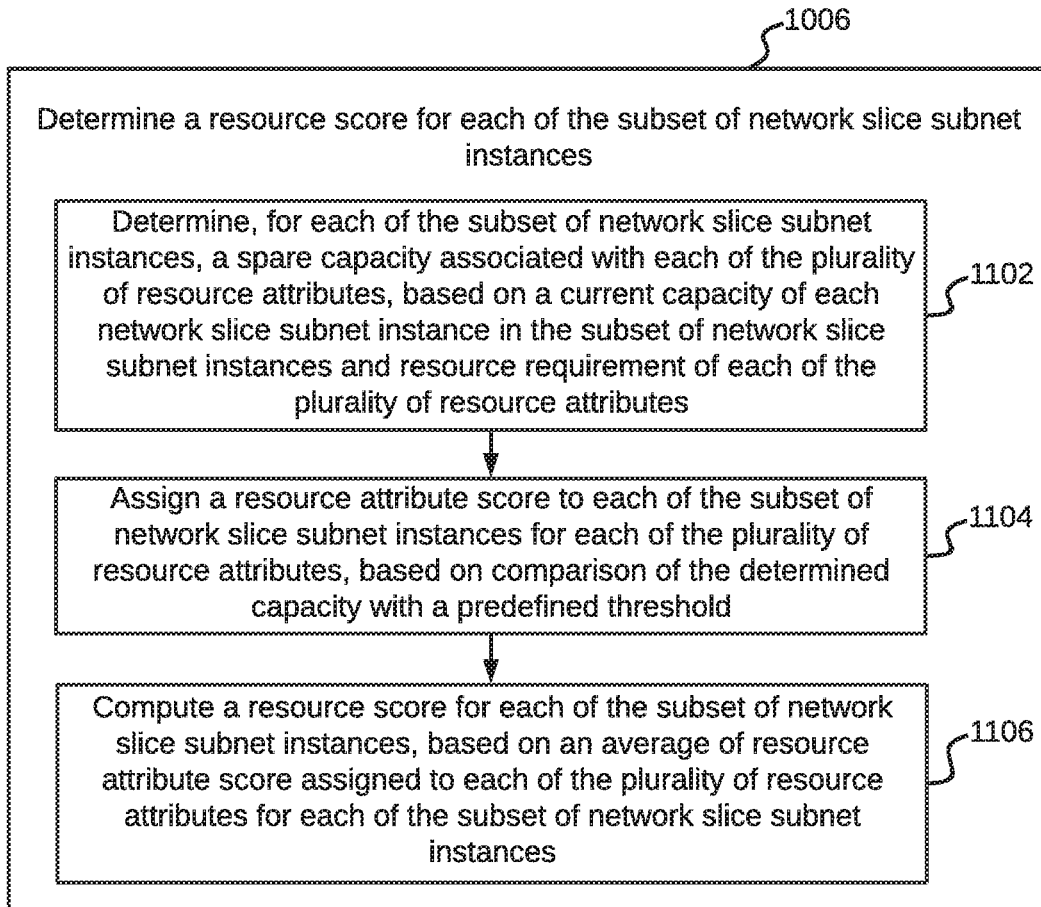 1006
Determine a resource score for each of the subset of network slice subnet
instances
Determine, for each of the subset of network slice subnet
instances, a spare capacity associated with each of the plurality
of resource attributes, based on a current capacity of each
network slice subnet instance in the subset of network slice
subnet instances and resource requirement of each of the
plurality of resource attributes
1102
Assign a resource attribute score to each of the subset of
network slice subnet instances for each of the plurality of
resource attributes, based on comparison of the determined
capacity with a predefined threshold
1104
Compute a resource score for each of the subset of network
slice subnet instances, based on an average of resource
attribute score assigned to each of the plurality of resource
attributes for each of the subset of network slice subnet
instances
1106